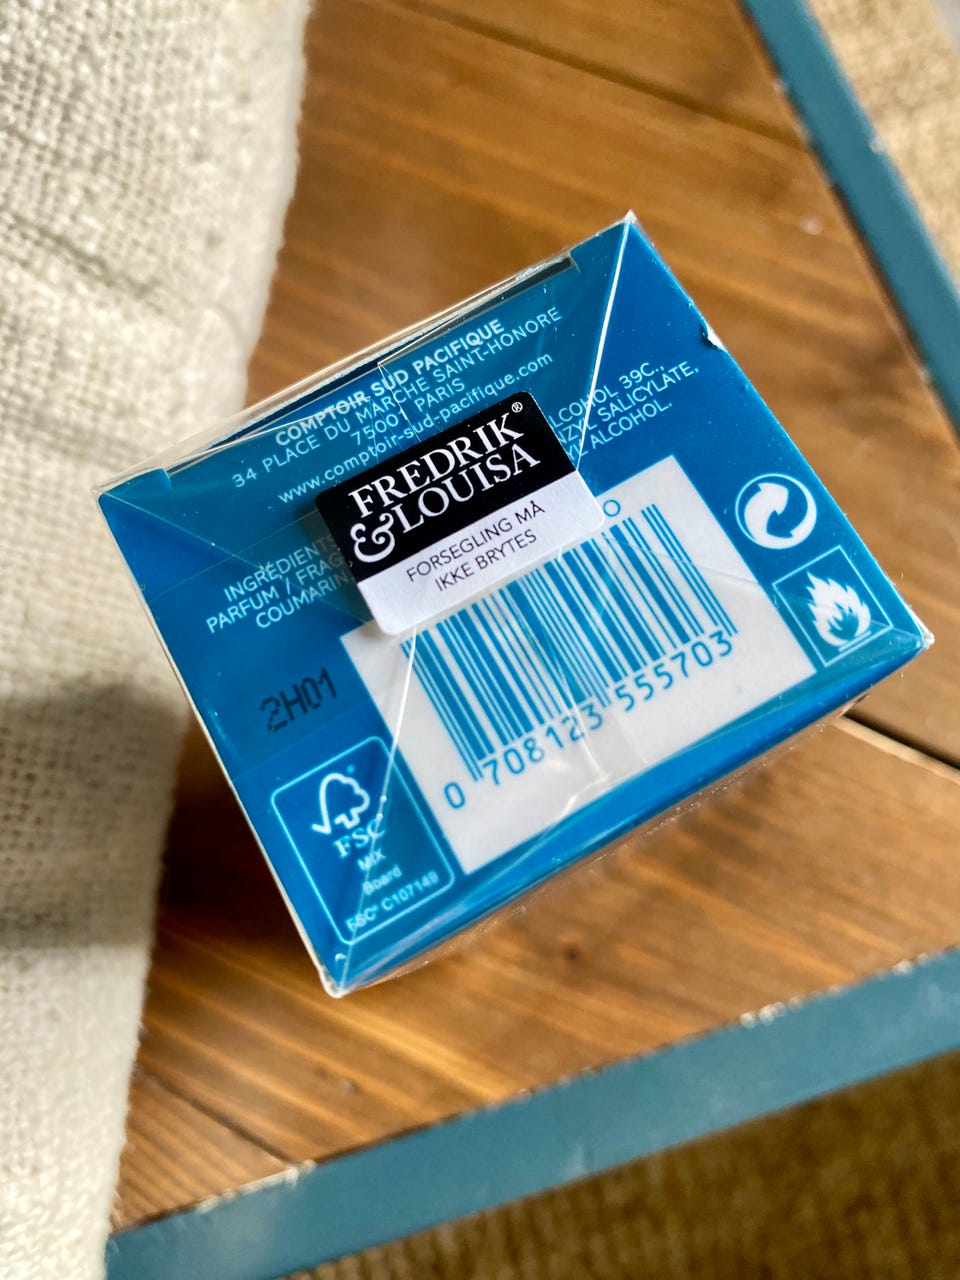 COMPTOIR SUD PACIFIQUE
34 PLACE DU MARCHE SAINT-HONORE
75001 PARIS
www.comptoir-sud-pacifique.com
FREDRIK®
&LOUISA
FORSEGLING MÅ
IKKE BRYTES
INGRÉDIENTS
PARFUM / FRAG
COUMARIN
LCOHOL 39C.,
NZYL SALICYLATE,
ALCOHOL.
2H01
0 708123 555703
FSC
MIX
Board
FSC® C107149